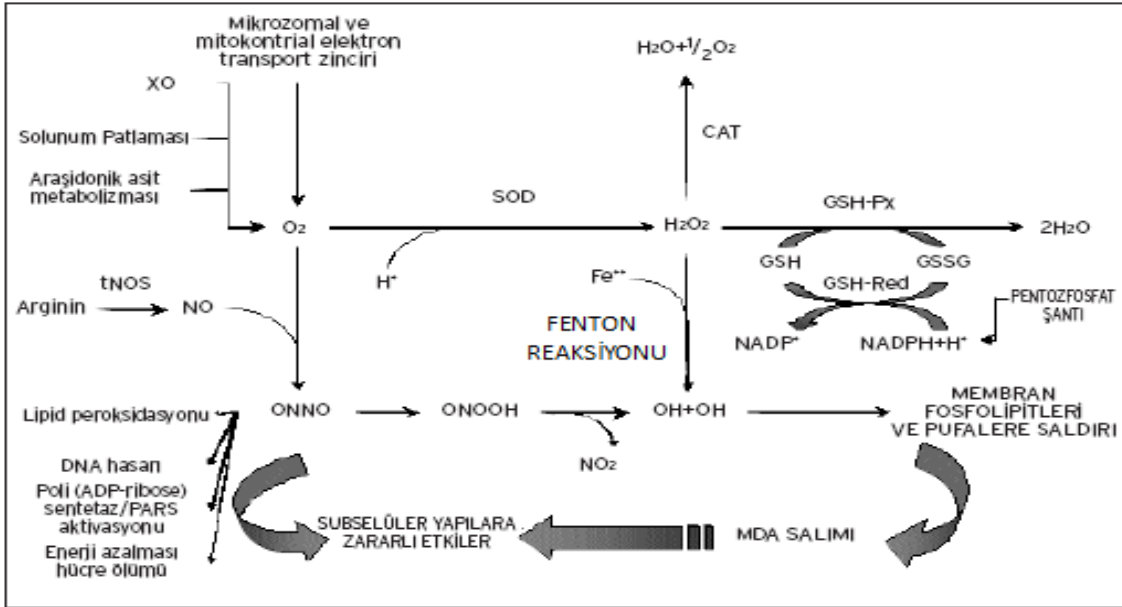 Mikrozomal ve
mitokontrial elektron
transport zinciri
H2O+1/2O2
XO
CAT
Solunum Patlaması
Araşidonik asit
metabolizması
SOD
GSH-Px
O2
H2O2
2H2O
H+
GSH
GSSG
Fe++
GSH-Red
tNOS
Arginin
NO
PENTOZFOSFAT
ŞANTI
FENTON
REAKSİYONU
NADP+
NADPH+H+
Lipid peroksidasyonu
ONNO
ONOOH
OH+OH
MEMBRAN
FOSFOLİPİTLERİ
VE PUFALERE SALDIRI
NO2
DNA hasarı
Poli (ADP-ribose)
sentetaz/PARS
aktivasyonu
Enerji azalması
hücre ölümü
SUBSELÜLER YAPILARA
ZARARLI ETKİLER
MDA SALIMI